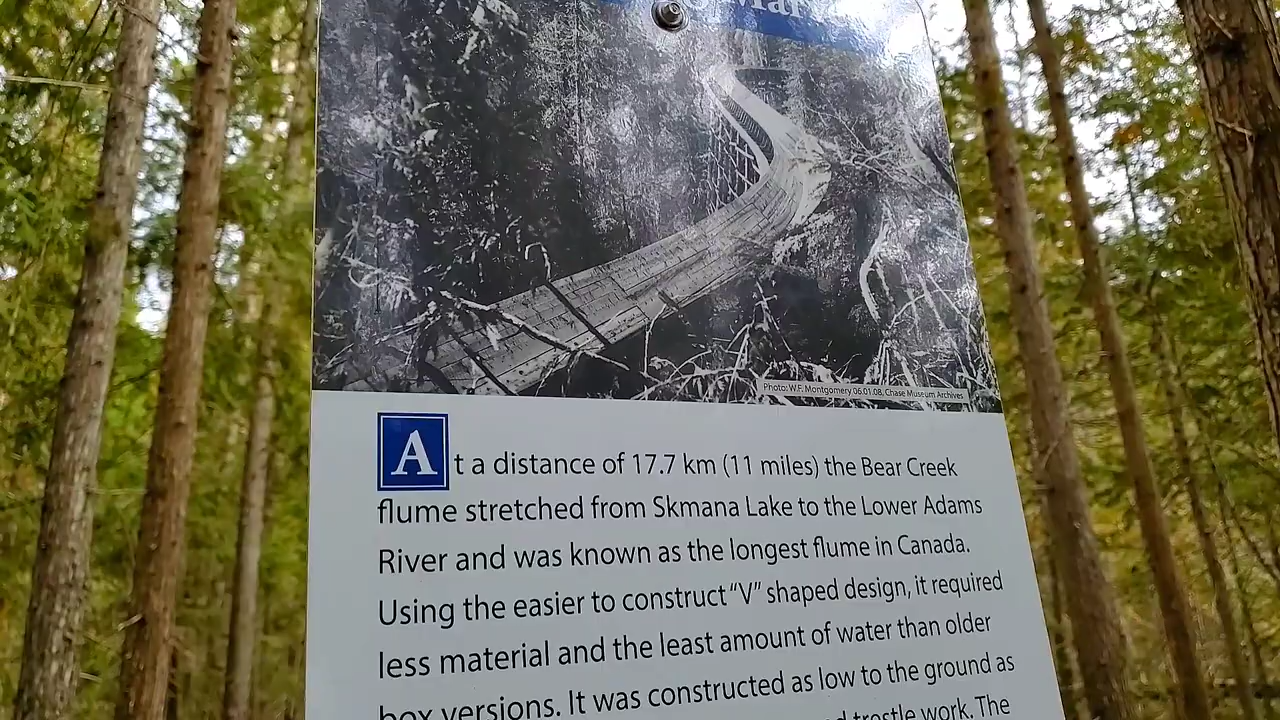 Photo: W.F. Montgomery 06.01.08, Chase Museum Archives
At a distance of 17.7 km (11 miles) the Bear Creek
flume stretched from Skmana Lake to the Lower Adams
River and was known as the longest flume in Canada.
Using the easier to construct “V” shaped design, it required
less material and the least amount of water than older
box versions. It was constructed as low to the ground as
trestle work. The